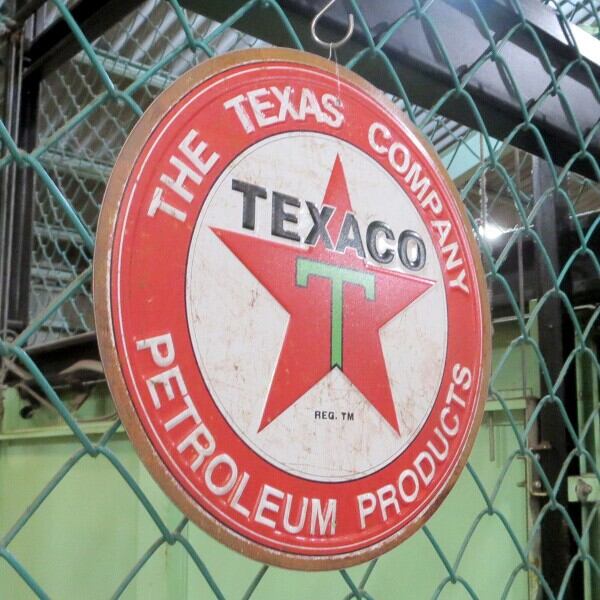 THE TEXAS COMPANY
TEXACO
T
REG. TM
PETROLEUM PRODUCTS